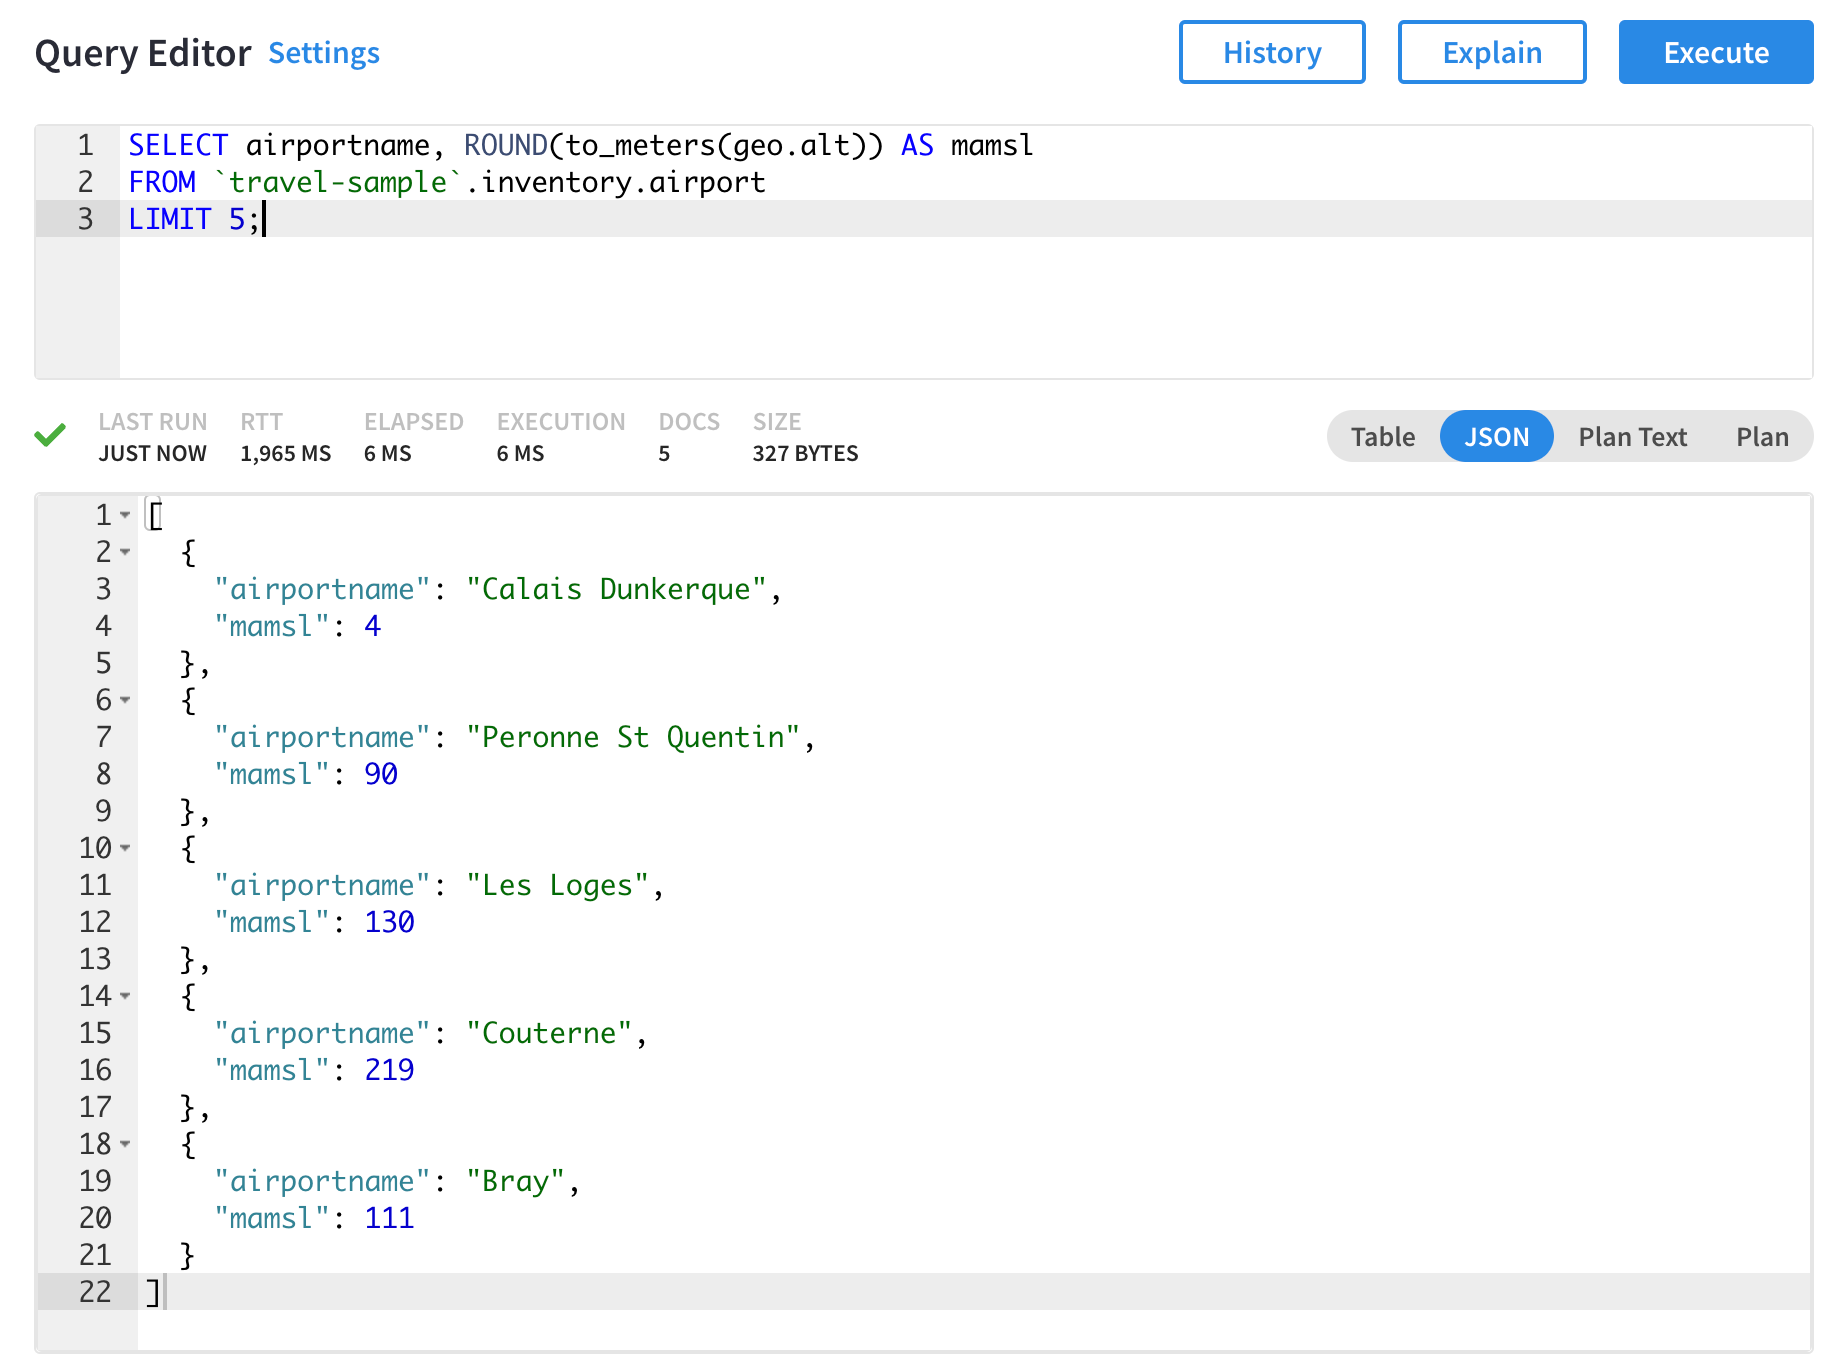 Query Editor Settings History Explain Execute
1 SELECT airportname, ROUND(to_meters(geo.alt)) AS mamsl
2 FROM `travel-sample`.inventory.airport
3 LIMIT 5;
LAST RUN RTT ELAPSED EXECUTION DOCS SIZE
JUST NOW 1,965 MS 6 MS 6 MS 5 327 BYTES
Table JSON Plan Text Plan
1 [
2 {
3 "airportname": "Calais Dunkerque",
4 "mamsl": 4
5 },
6 {
7 "airportname": "Peronne St Quentin",
8 "mamsl": 90
9 },
10 {
11 "airportname": "Les Loges",
12 "mamsl": 130
13 },
14 {
15 "airportname": "Couterne",
16 "mamsl": 219
17 },
18 {
19 "airportname": "Bray",
20 "mamsl": 111
21 }
22 ]